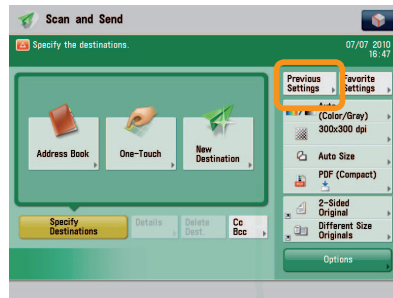 Scan and Send
Specify the destinations.
07/07 2010
16:47
Previous
Settings
Favorite
Settings
Auto
(Color/Gray)
300x300 dpi
Address Book
One-Touch
New
Destination
Auto Size
PDF (Compact)
2-Sided
Original
Specify
Destinations
Details
Delete
Dest.
Cc
Bcc
Different Size
Originals
Options